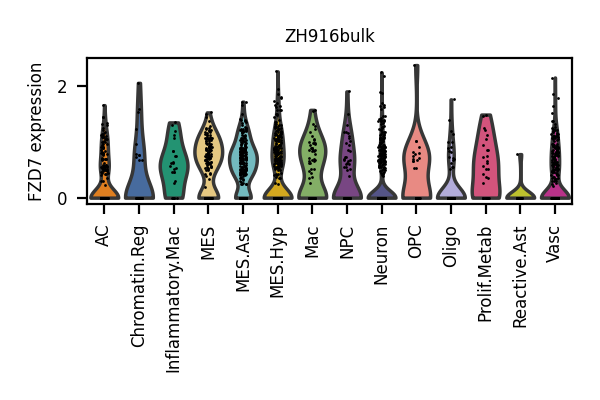 ZH916bulk
FZD7 expression
2
0
AC
Chromatin.Reg
Inflammatory.Mac
MES
MES.Ast
MES.Hyp
Mac
NPC
Neuron
OPC
Oligo
Prolif.Metab
Reactive.Ast
Vasc